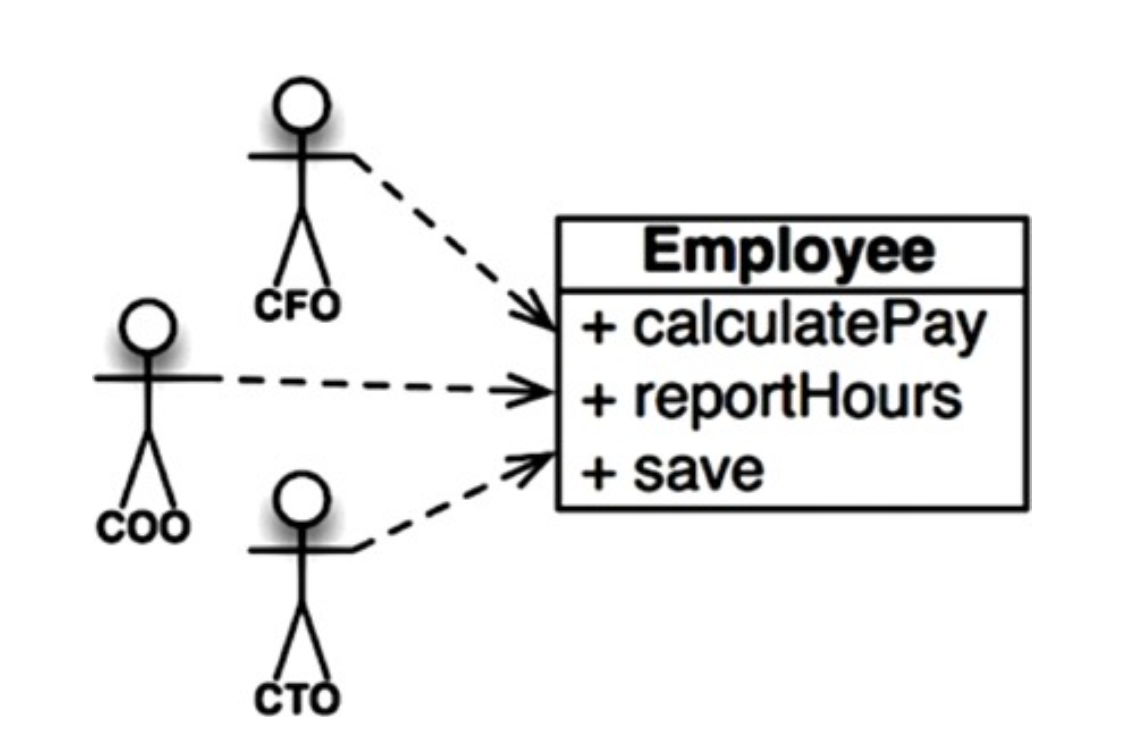 CFO
COO
CTO
Employee
+ calculatePay
+ reportHours
+ save